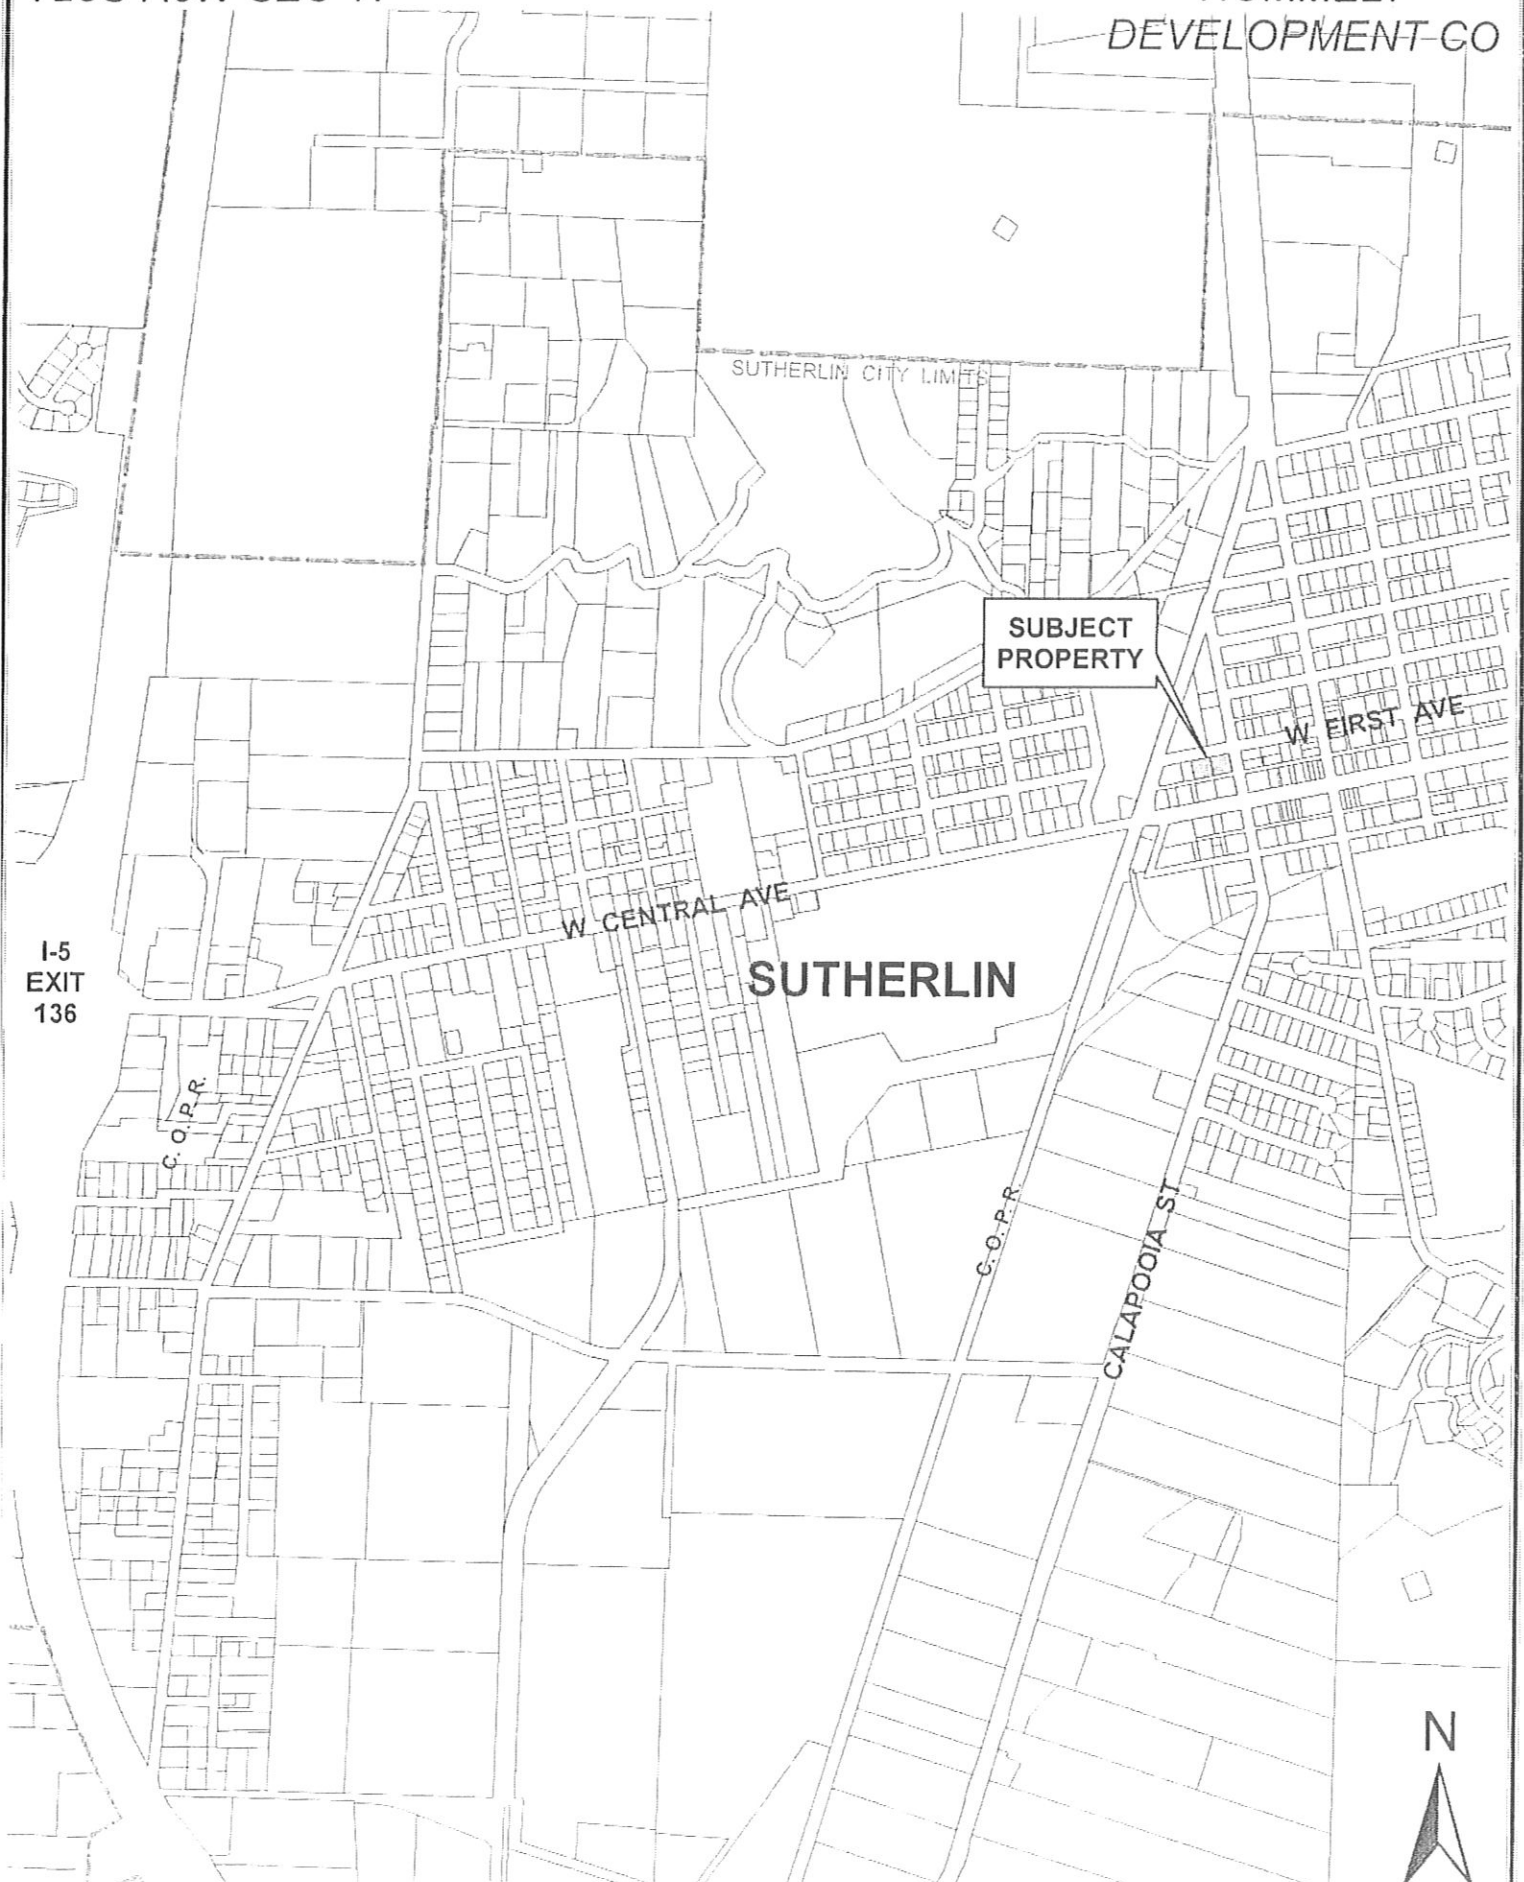 DEVELOPMENT CO
SUTHERLIN CITY LIMITS
SUBJECT
PROPERTY
W FIRST AVE
W CENTRAL AVE
SUTHERLIN
I-5
EXIT
136
C. O. P. R.
C. O. P. R.
CALAPOOIA ST
N